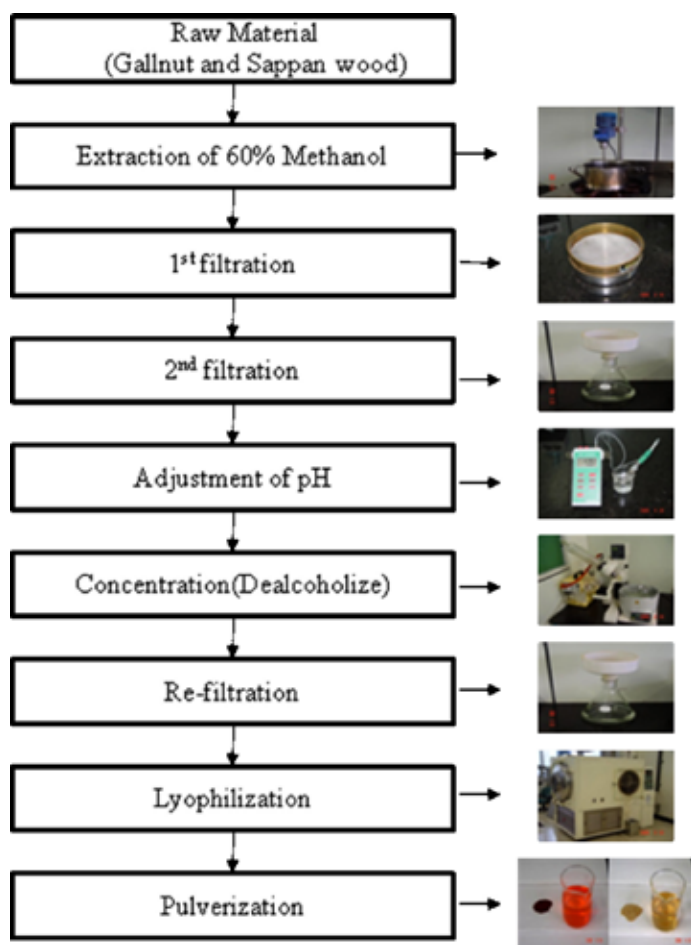 Raw Material
(Gallnut and Sappan wood)
Extraction of 60% Methanol
1st filtration
2nd filtration
Adjustment of pH
Concentration(Dealcoholize)
Re-filtration
Lyophilization
Pulverization